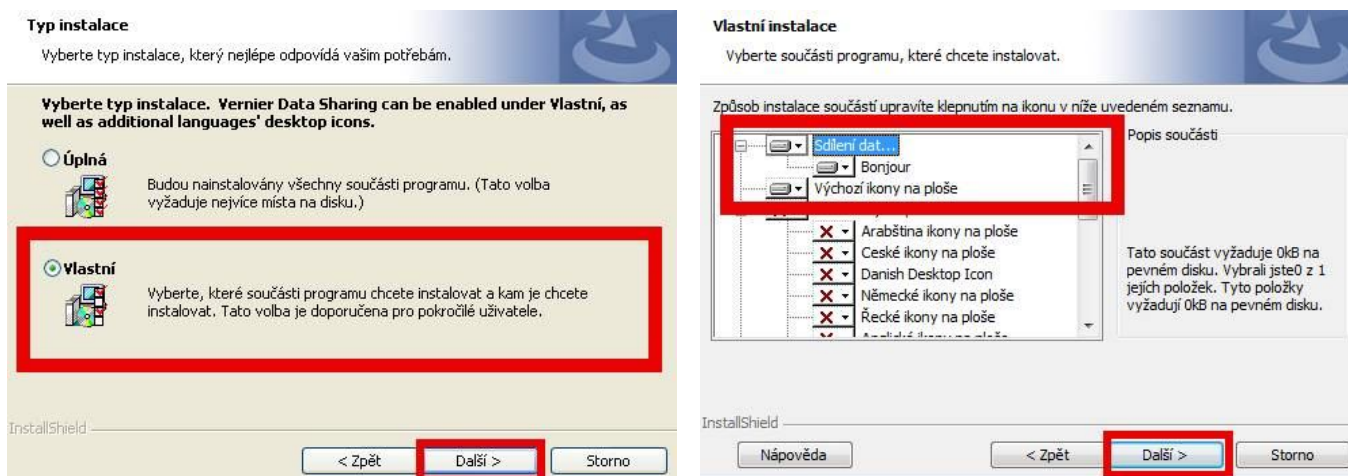 Typ instalace
Vyberte typ instalace, který nejlépe odpovídá vašim potřebám.
Vyberte typ instalace. Vernier Data Sharing can be enabled under Vlastní, as
well as additional languages' desktop icons.
Úplná
Budou nainstalovány všechny součásti programu. (Tato volba
vyžaduje nejvíce místa na disku.)
Vlastní
Vyberte, které součásti programu chcete instalovat a kam je chcete
instalovat. Tato volba je doporučena pro pokročilé uživatele.
InstallShield
< Zpět
Další >
Storno
Vlastní instalace
Vyberte součásti programu, které chcete instalovat.
Způsob instalace součástí upravíte klepnutím na ikonu v níže uvedeném seznamu.
Sdílení dat...
Bonjour
Výchozí ikony na ploše
Arabština ikony na ploše
České ikony na ploše
Danish Desktop Icon
Německé ikony na ploše
Řecké ikony na ploše
Anglické ikony na ploše
Popis součásti
Tato součást vyžaduje 0kB na
pevném disku. Vybrali jste0 z 1
jejích položek. Tyto položky
vyžadují 0kB na pevném disku.
InstallShield
Nápověda
< Zpět
Další >
Storno